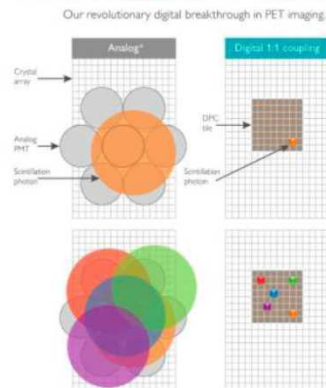 Our revolutionary digital breakthrough in PET imaging
Analog*
Digital 1:1 coupling
Crystal
array
Analog
PMT
Scintillation
photon
DPC
tile
Scintillation
photon